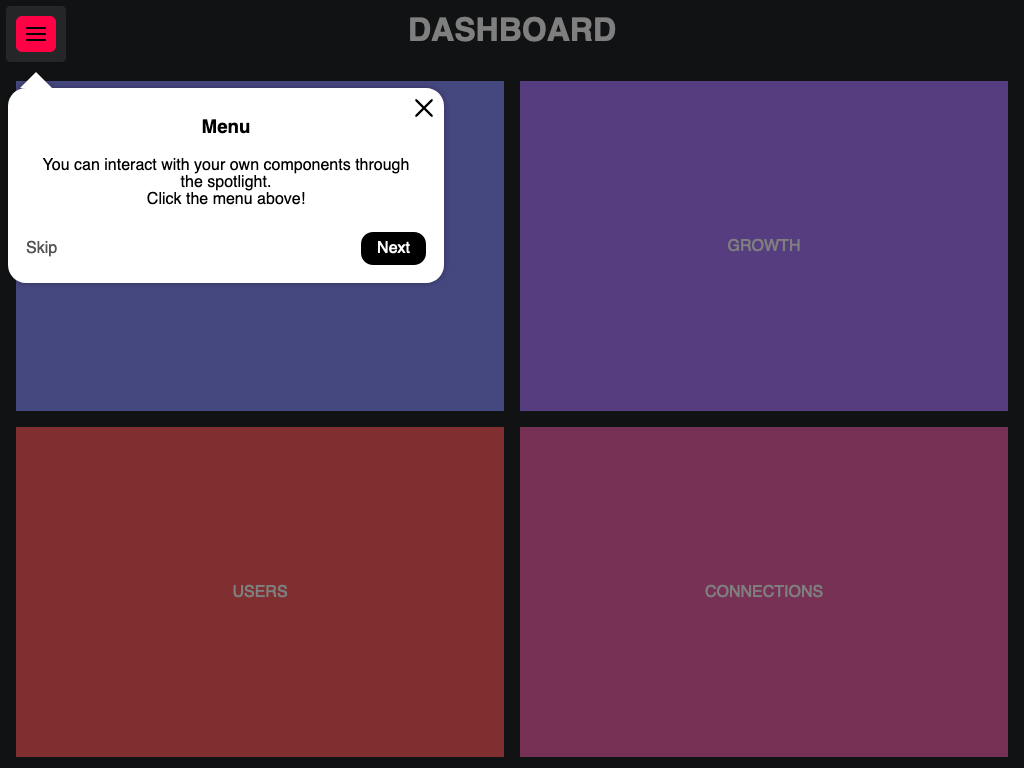 DASHBOARD
Menu
You can interact with your own components through
the spotlight.
Click the menu above!
Skip
Next
GROWTH
USERS
CONNECTIONS